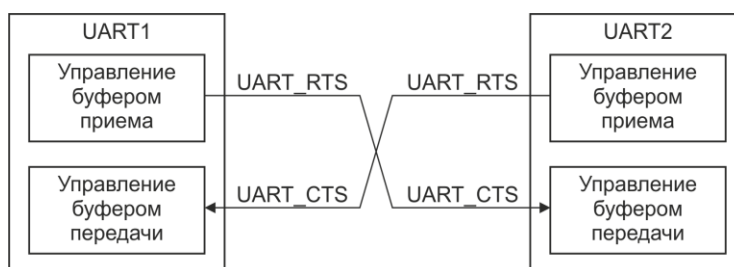 UART1
UART2
Управление
буфером
приема
UART_RTS
UART_RTS
Управление
буфером
приема
Управление
буфером
передачи
UART_CTS
UART_CTS
Управление
буфером
передачи